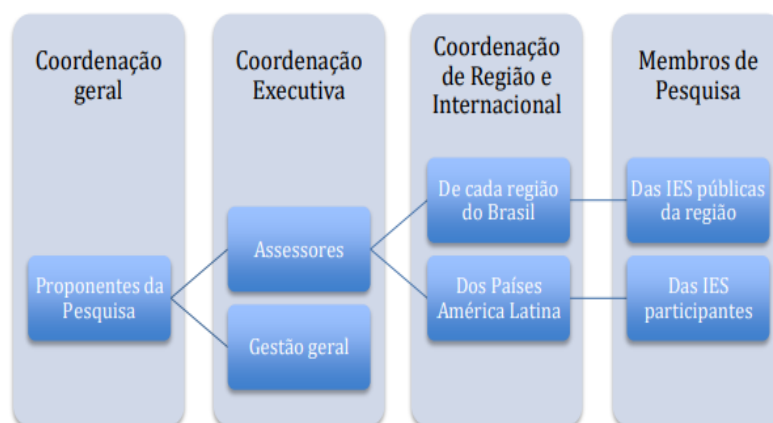 Coordenação
geral
Coordenação
Executiva
Coordenação
de Região e
Internacional
Membros de
Pesquisa
Proponentes da
Pesquisa
Assessores
Gestão geral
De cada região
do Brasil
Dos Países
América Latina
Das IES públicas
da região
Das IES
participantes